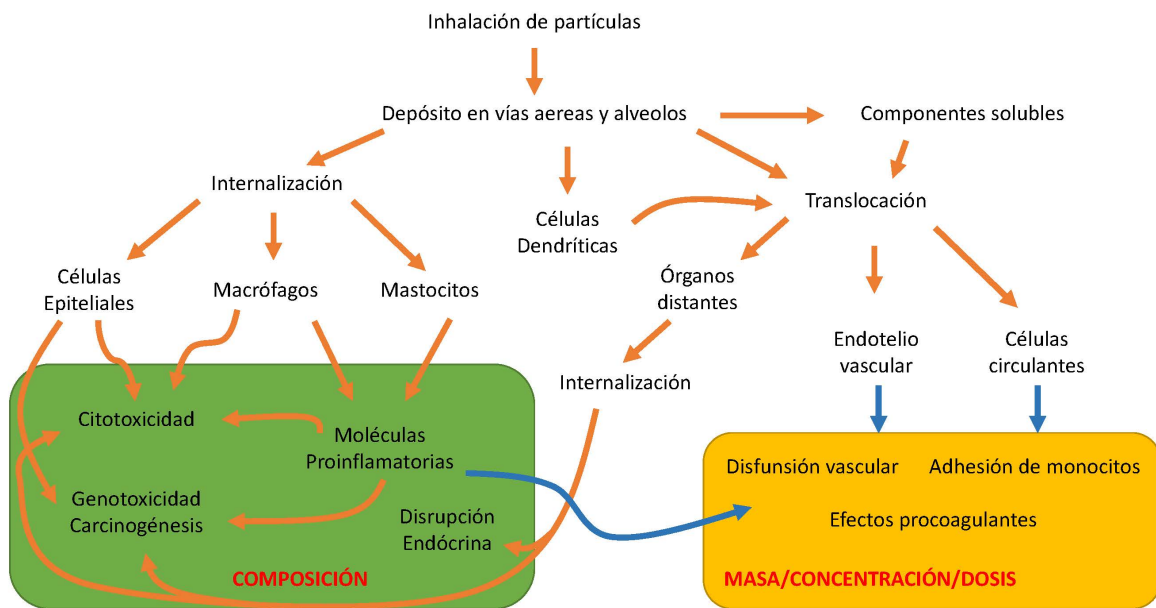 Inhalación de partículas
Depósito en vías aereas y alveolos
Componentes solubles
Internalización
Células
Dendríticas
Translocación
Células
Epiteliales
Macrófagos
Mastocitos
Órganos
distantes
Endotelio
vascular
Células
circulantes
Internalización
Citotoxicidad
Moléculas
Proinflamatorias
Genotoxicidad
Carcinogénesis
Disrupción
Endócrina
COMPOSICIÓN
Disfunsión vascular
Adhesión de monocitos
Efectos procoagulantes
MASA/CONCENTRACIÓN/DOSIS